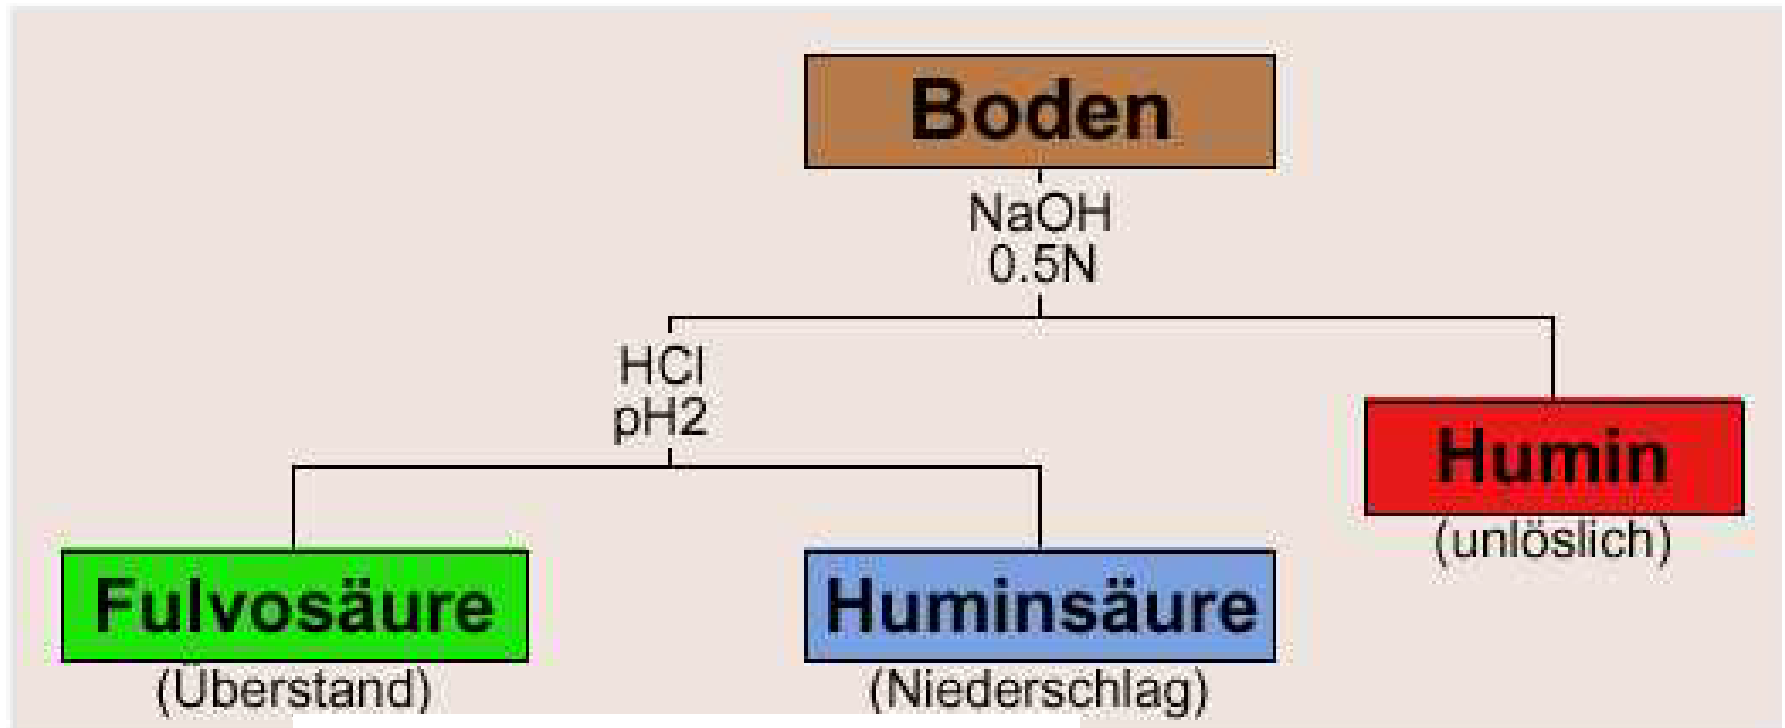 Boden
NaOH
0.5N
HCl
pH2
Humin
(unlöslich)
Fulvosäure
(Überstand)
Huminsäure
(Niederschlag)